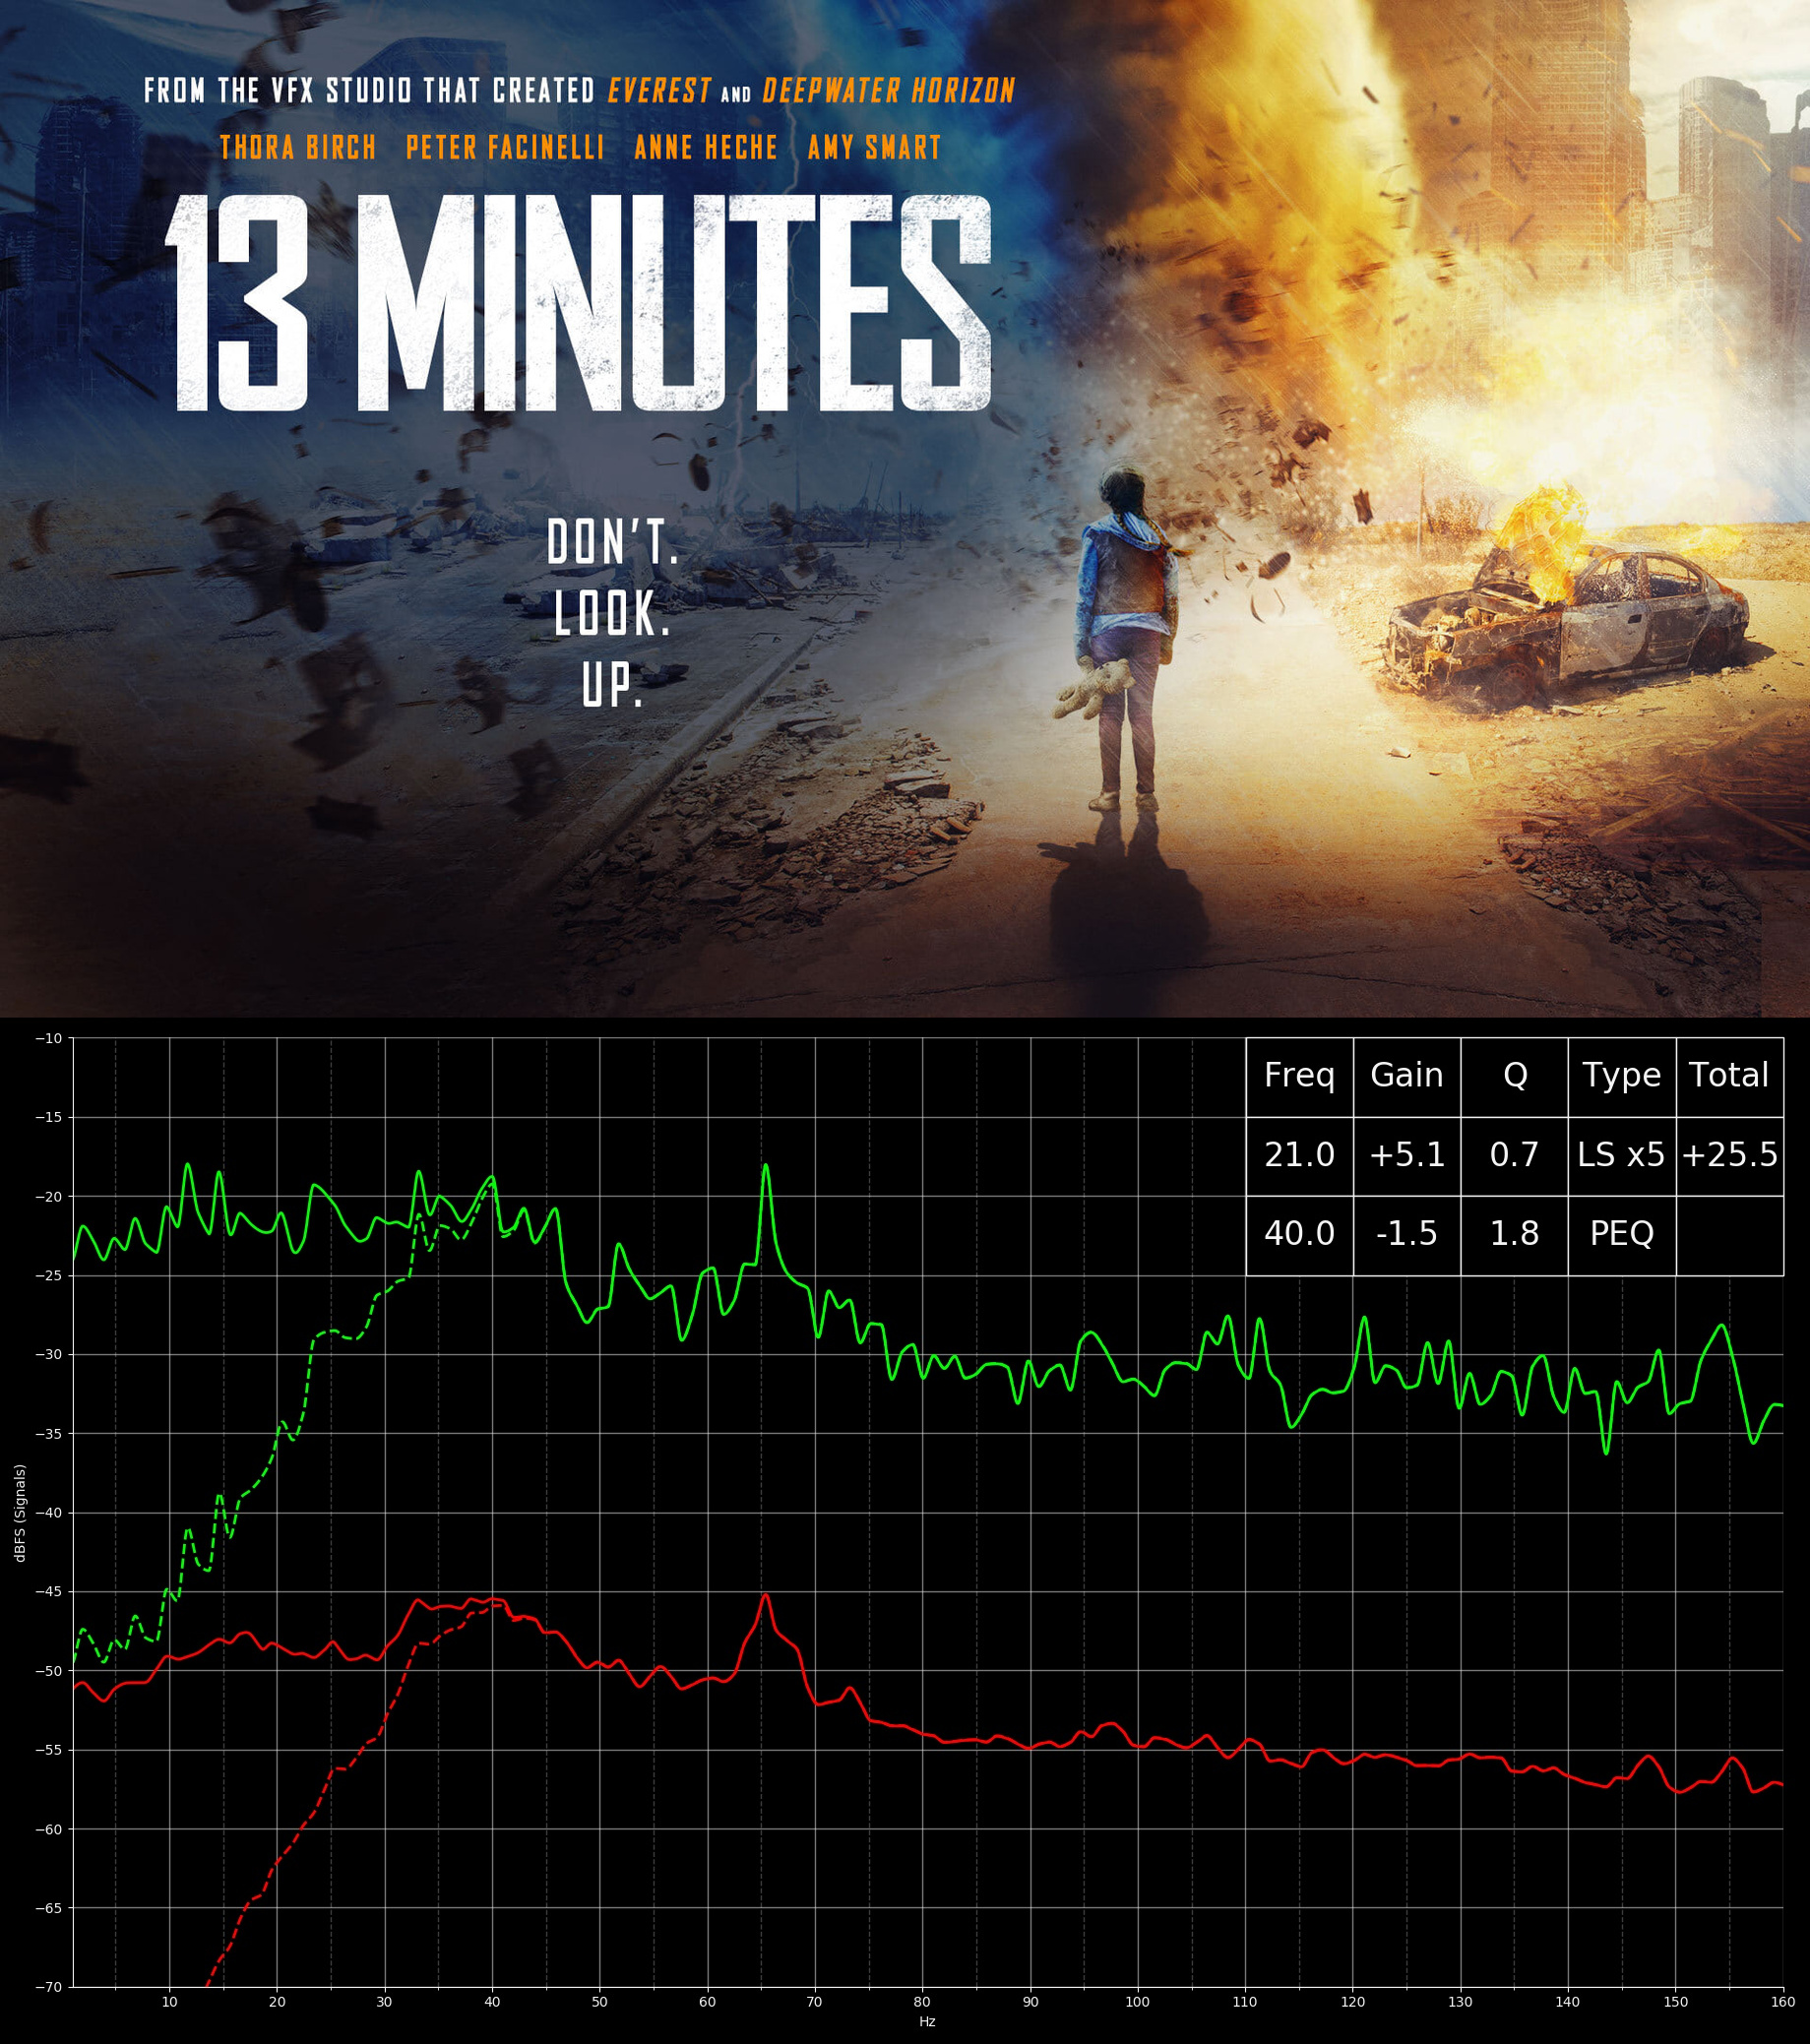 FROM THE VFX STUDIO THAT CREATED EVEREST AND DEEPWATER HORIZON
THORA BIRCH PETER FACINELLI ANNE HECHE AMY SMART
13 MINUTES
DON'T.
LOOK.
UP.
Freq Gain Q Type Total
21.0 +5.1 0.7 LS x5 +25.5
40.0 -1.5 1.8 PEQ
dBFS (Signals)
−10
−15
−20
−25
−30
−35
−40
−45
−50
−55
−60
−65
−70
10 20 30 40 50 60 70 80 90 100 110 120 130 140 150 160
Hz